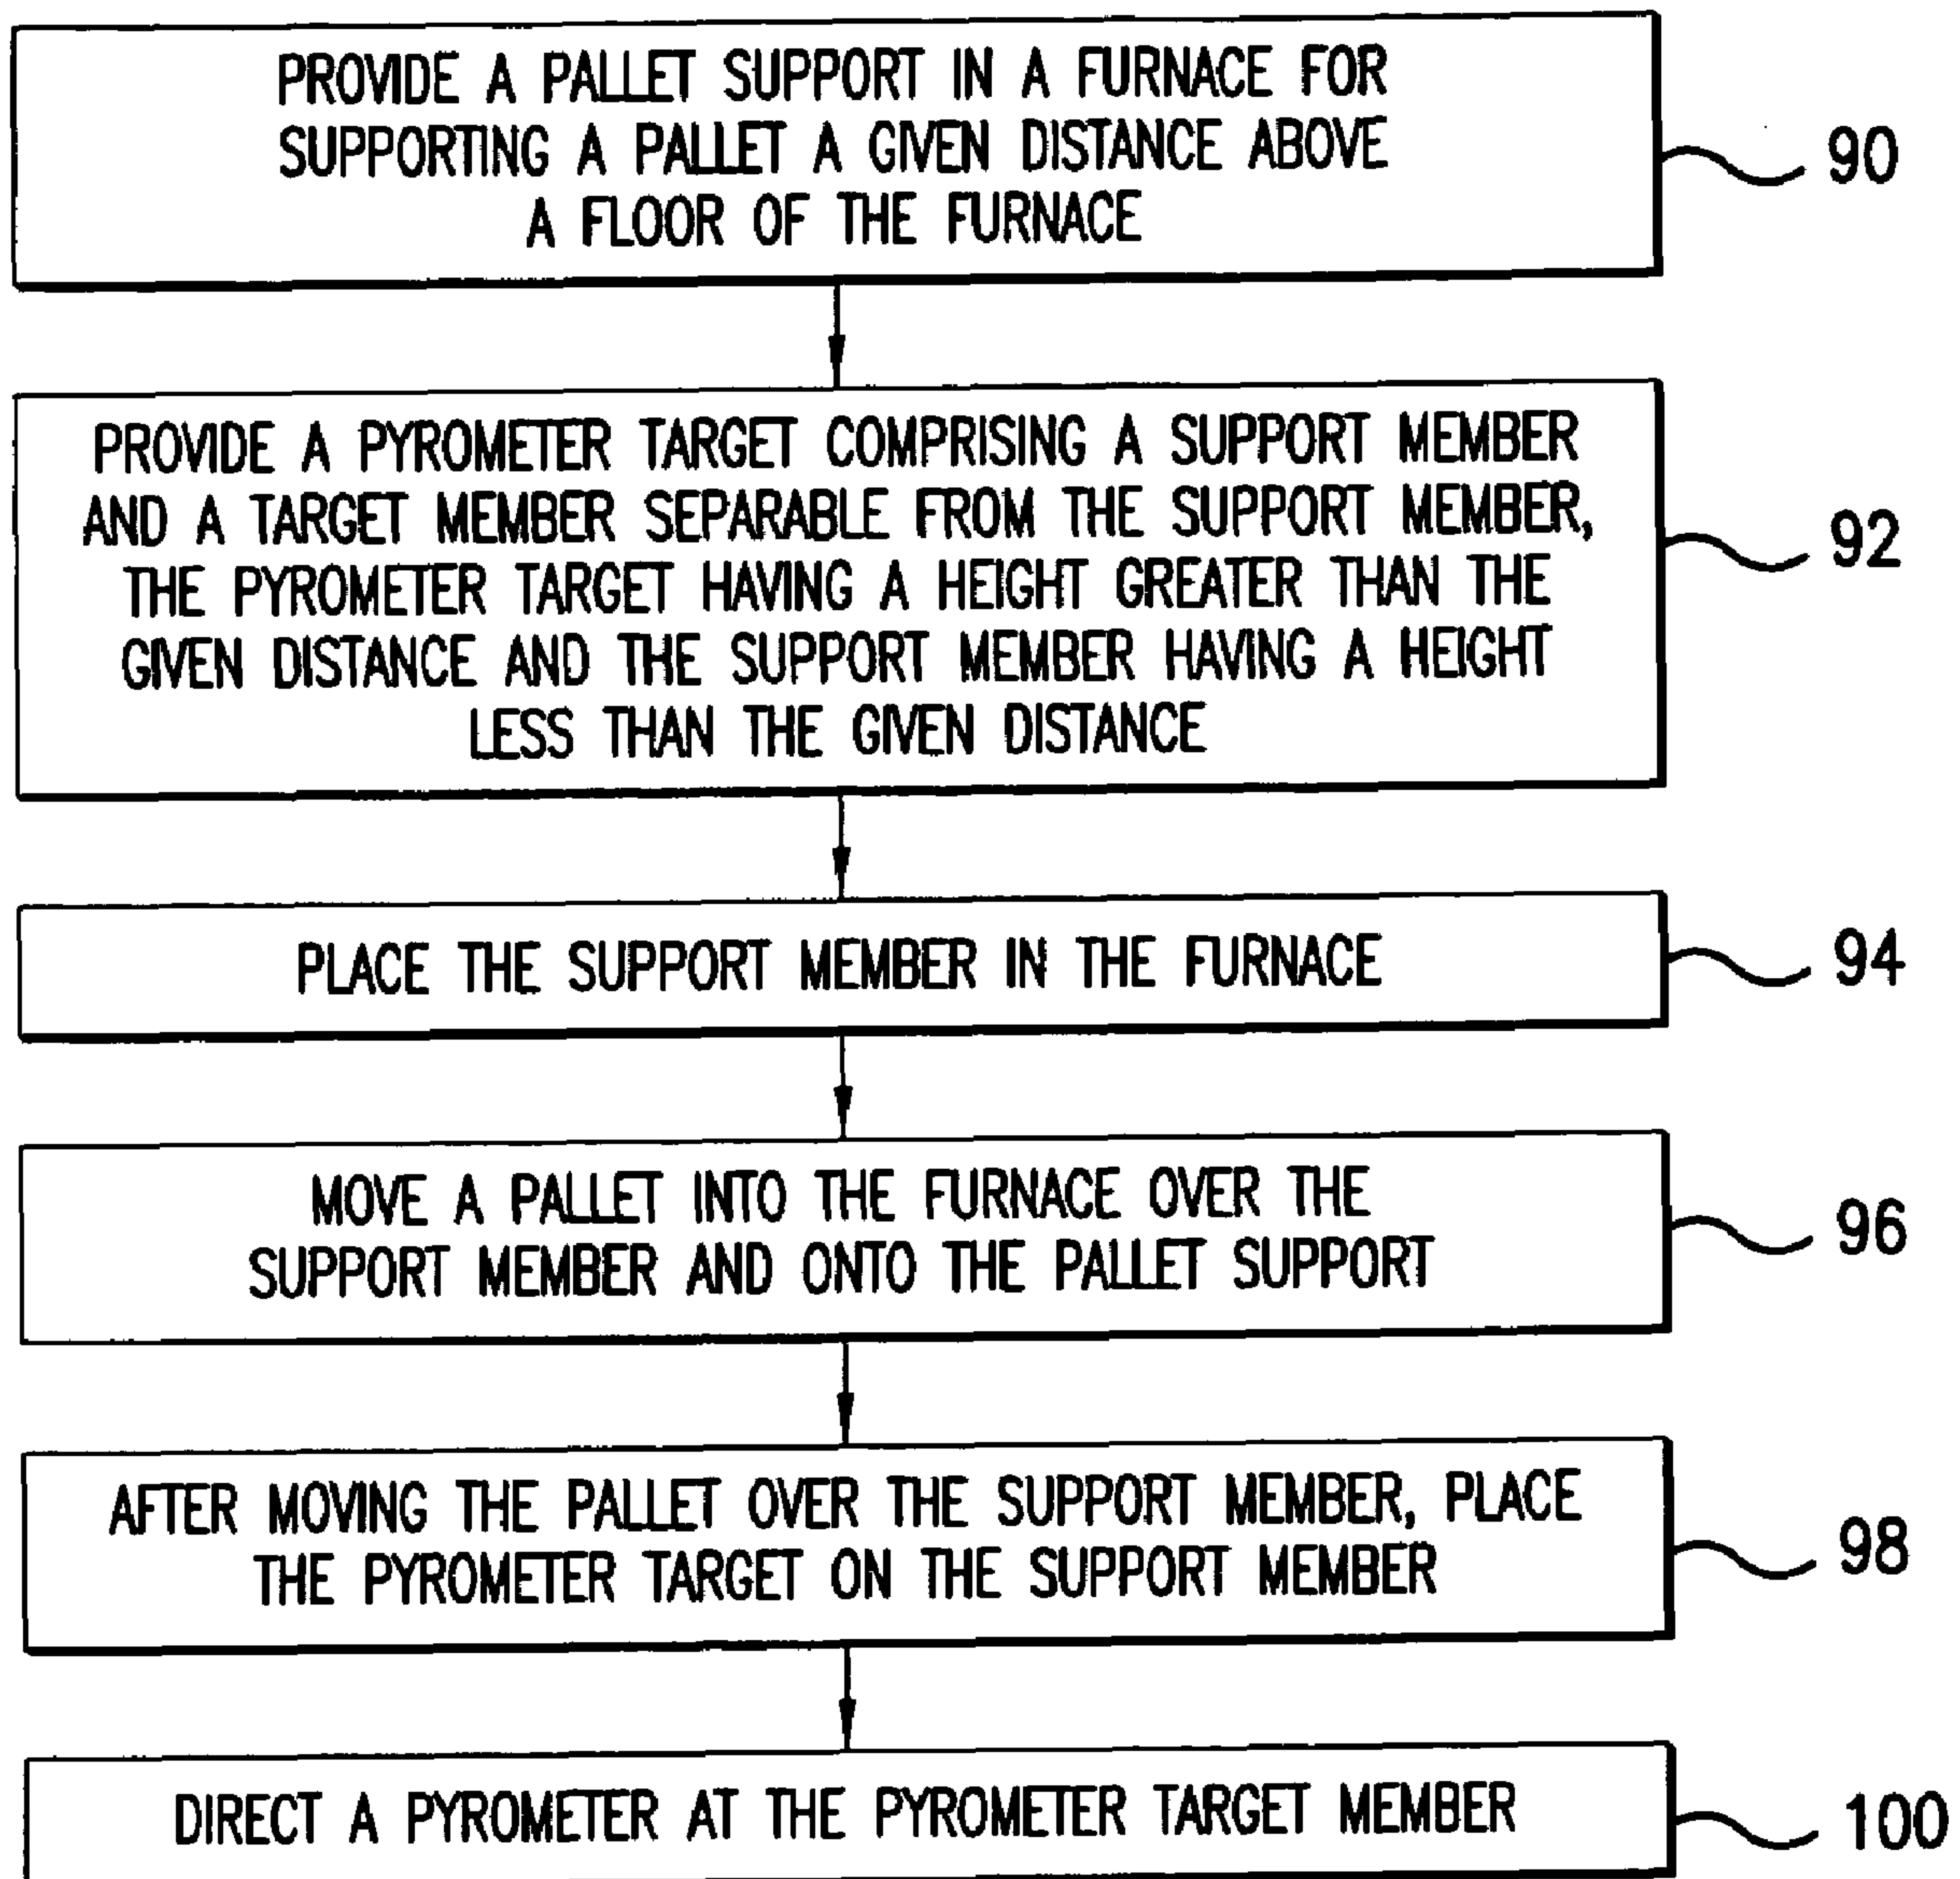 PROVIDE A PALLET SUPPORT IN A FURNACE FOR
SUPPORTING A PALLET A GIVEN DISTANCE ABOVE
A FLOOR OF THE FURNACE
90
PROVIDE A PYROMETER TARGET COMPRISING A SUPPORT MEMBER
AND A TARGET MEMBER SEPARABLE FROM THE SUPPORT MEMBER,
THE PYROMETER TARGET HAVING A HEIGHT GREATER THAN THE
GIVEN DISTANCE AND THE SUPPORT MEMBER HAVING A HEIGHT
LESS THAN THE GIVEN DISTANCE
92
PLACE THE SUPPORT MEMBER IN THE FURNACE
94
MOVE A PALLET INTO THE FURNACE OVER THE
SUPPORT MEMBER AND ONTO THE PALLET SUPPORT
96
AFTER MOVING THE PALLET OVER THE SUPPORT MEMBER, PLACE
THE PYROMETER TARGET ON THE SUPPORT MEMBER
98
DIRECT A PYROMETER AT THE PYROMETER TARGET MEMBER
100